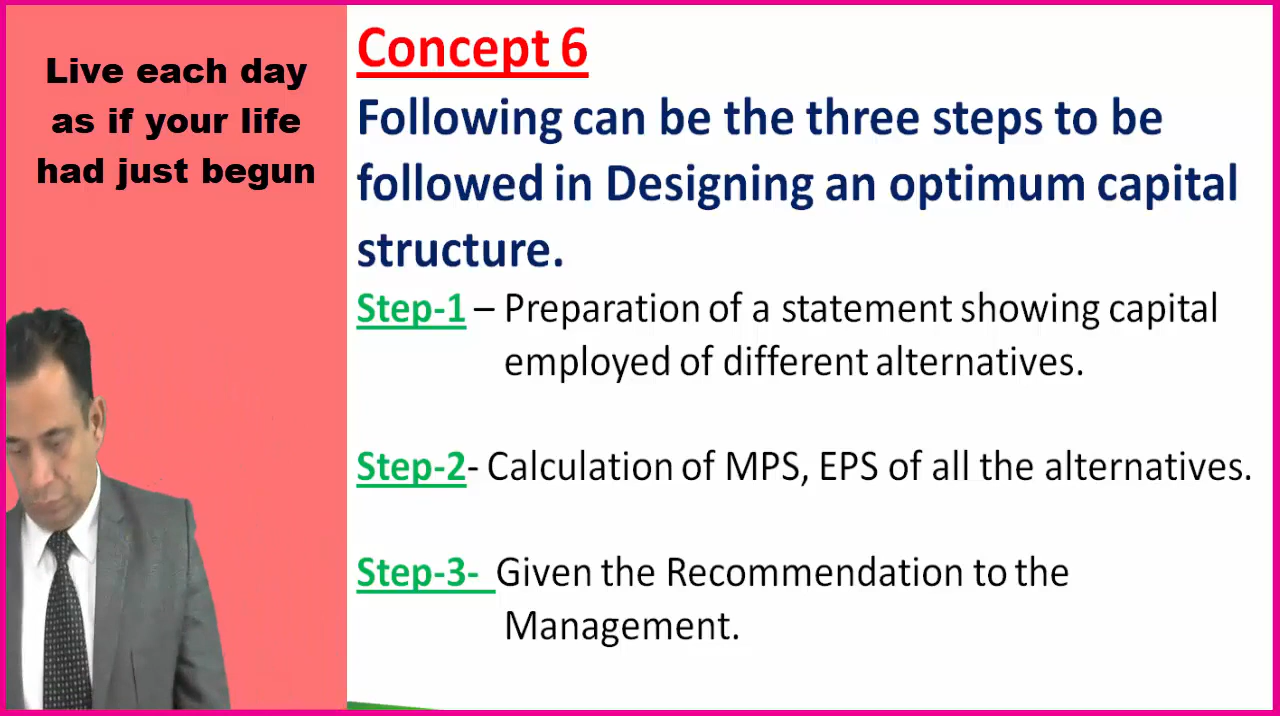 Live each day
as if your life
had just begun
Concept 6
Following can be the three steps to be
followed in Designing an optimum capital
structure.
Step-1 – Preparation of a statement showing capital
employed of different alternatives.
Step-2- Calculation of MPS, EPS of all the alternatives.
Step-3- Given the Recommendation to the
Management.